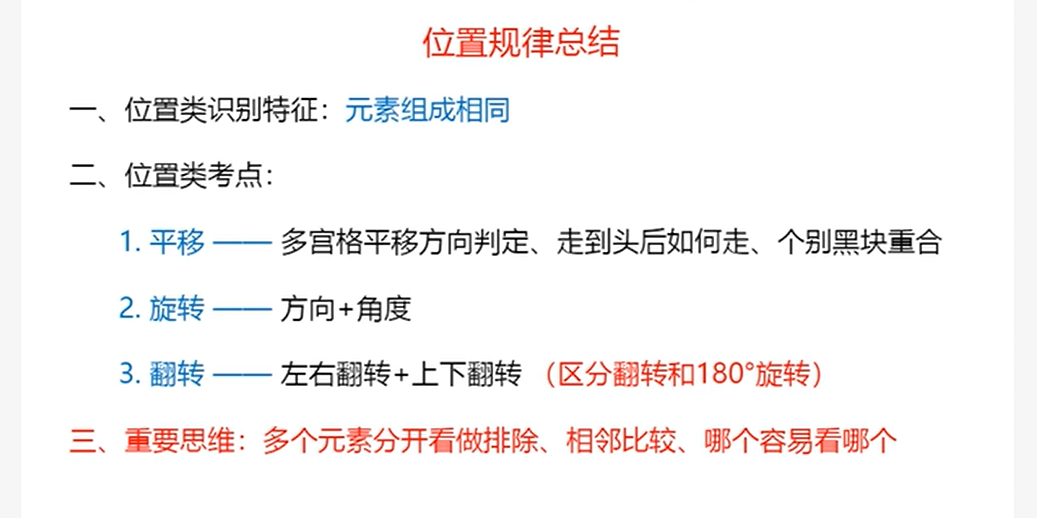 位置规律总结
一、位置类识别特征：元素组成相同
二、位置类考点：
1. 平移 —— 多宫格平移方向判定、走到头后如何走、个别黑块重合
2. 旋转 —— 方向+角度
3. 翻转 —— 左右翻转+上下翻转 （区分翻转和180°旋转）
三、重要思维：多个元素分开看做排除、相邻比较、哪个容易看哪个